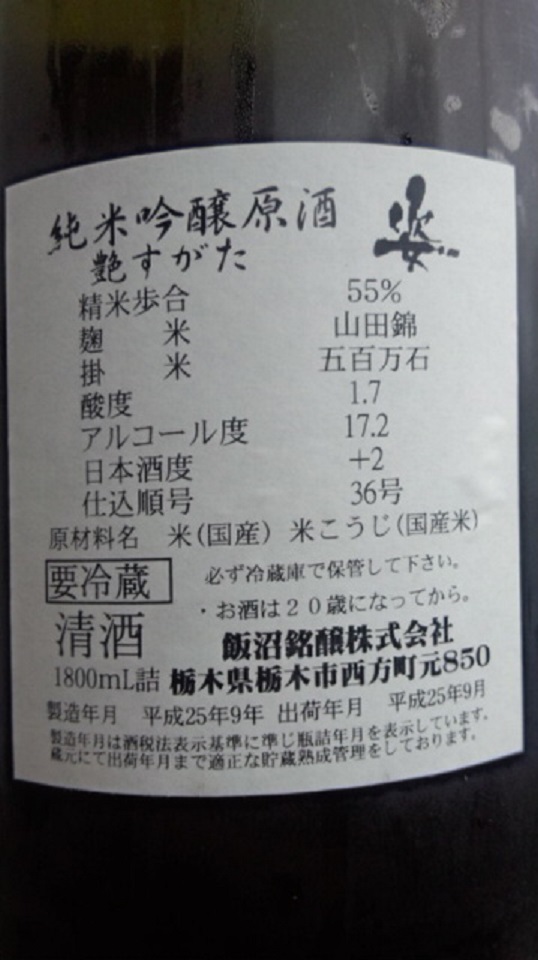 純米吟醸原酒 姿
艶すがた
精米歩合 55%
麹 米 山田錦
掛 米 五百万石
酸度 1.7
アルコール度 17.2
日本酒度 +2
仕込順号 36号
原材料名 米(国産) 米こうじ(国産米)
要冷蔵 必ず冷蔵庫で保管して下さい。
・お酒は20歳になってから。
清酒 飯沼銘醸株式会社
1800mL詰 栃木県栃木市西方町元850
製造年月 平成25年9年 出荷年月 平成25年9月
製造年月は酒税法表示基準に準じ瓶詰年月を表示しています。
蔵元にて出荷年月まで適正な貯蔵熟成管理をしております。